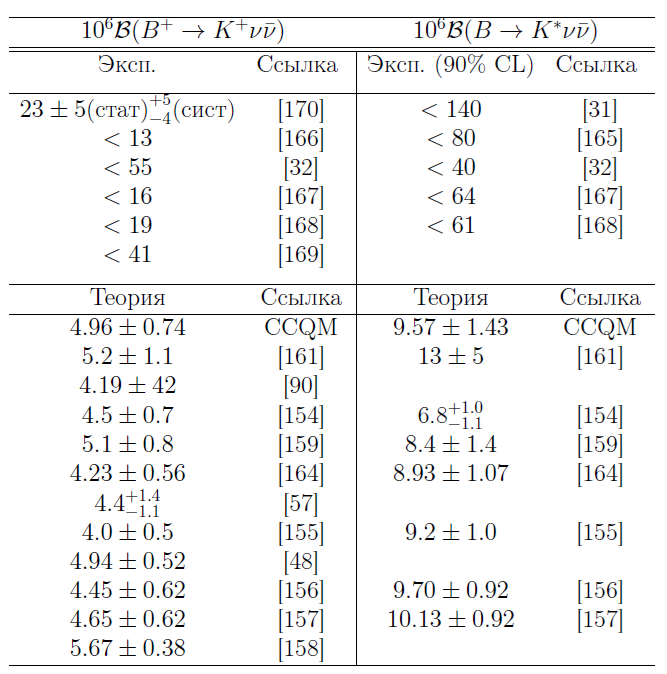 10⁶ℬ(B⁺ → K⁺νν̄) 10⁶ℬ(B → K*νν̄)
Эксп. Ссылка Эксп. (90% CL) Ссылка
23 ± 5(стат)⁺⁵₋₄(сист) [170] < 140 [31]
< 13 [166] < 80 [165]
< 55 [32] < 40 [32]
< 16 [167] < 64 [167]
< 19 [168] < 61 [168]
< 41 [169]
Теория Ссылка Теория Ссылка
4.96 ± 0.74 CCQM 9.57 ± 1.43 CCQM
5.2 ± 1.1 [161] 13 ± 5 [161]
4.19 ± 42 [90]
4.5 ± 0.7 [154] 6.8⁺¹·⁰₋₁.₁ [154]
5.1 ± 0.8 [159] 8.4 ± 1.4 [159]
4.23 ± 0.56 [164] 8.93 ± 1.07 [164]
4.4⁺¹·⁴₋₁.₁ [57]
4.0 ± 0.5 [155] 9.2 ± 1.0 [155]
4.94 ± 0.52 [48]
4.45 ± 0.62 [156] 9.70 ± 0.92 [156]
4.65 ± 0.62 [157] 10.13 ± 0.92 [157]
5.67 ± 0.38 [158]